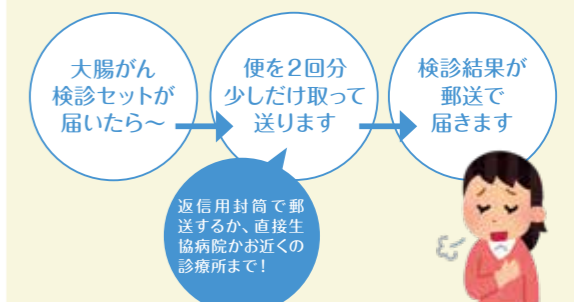 大腸がん
検診セットが
届いたら～
便を2回分
少しだけ取って
送ります
検診結果が
郵送で
届きます
返信用封筒で郵
送するか、直接生
協病院かお近くの
診療所まで！